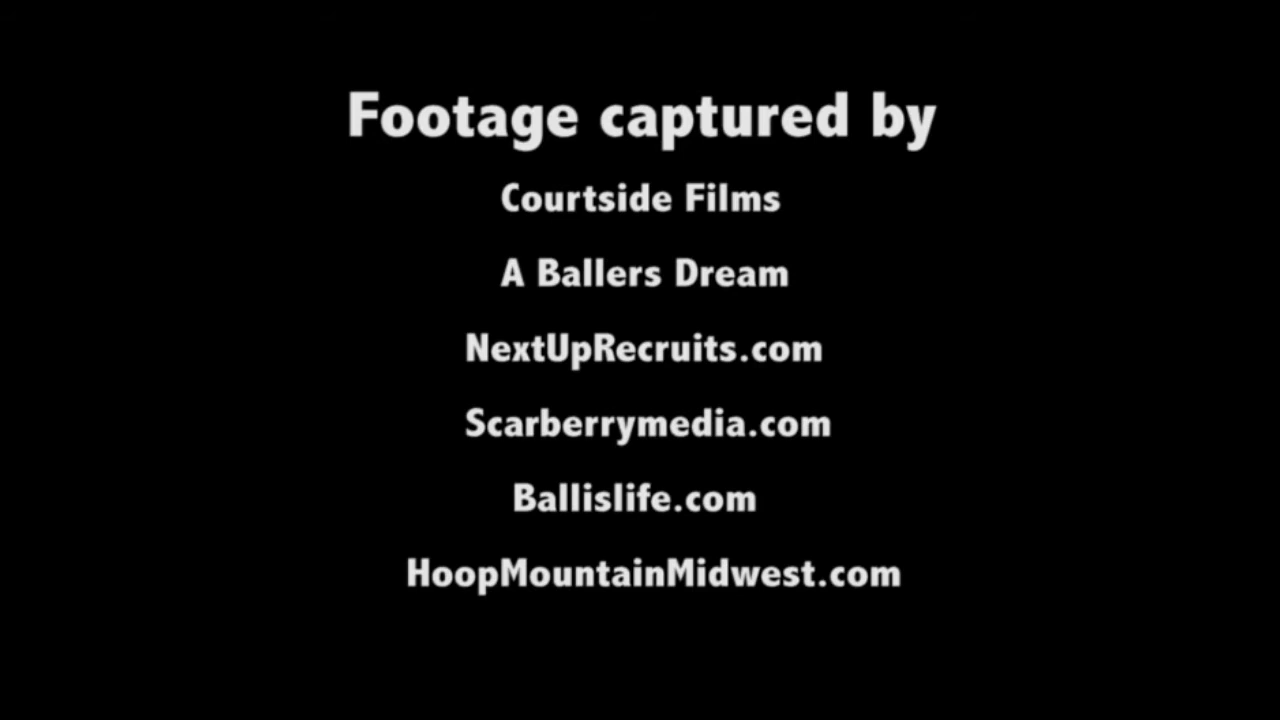 Footage captured by
Courtside Films
A Ballers Dream
NextUpRecruits.com
Scarberrymedia.com
Ballislife.com
HoopMountainMidwest.com